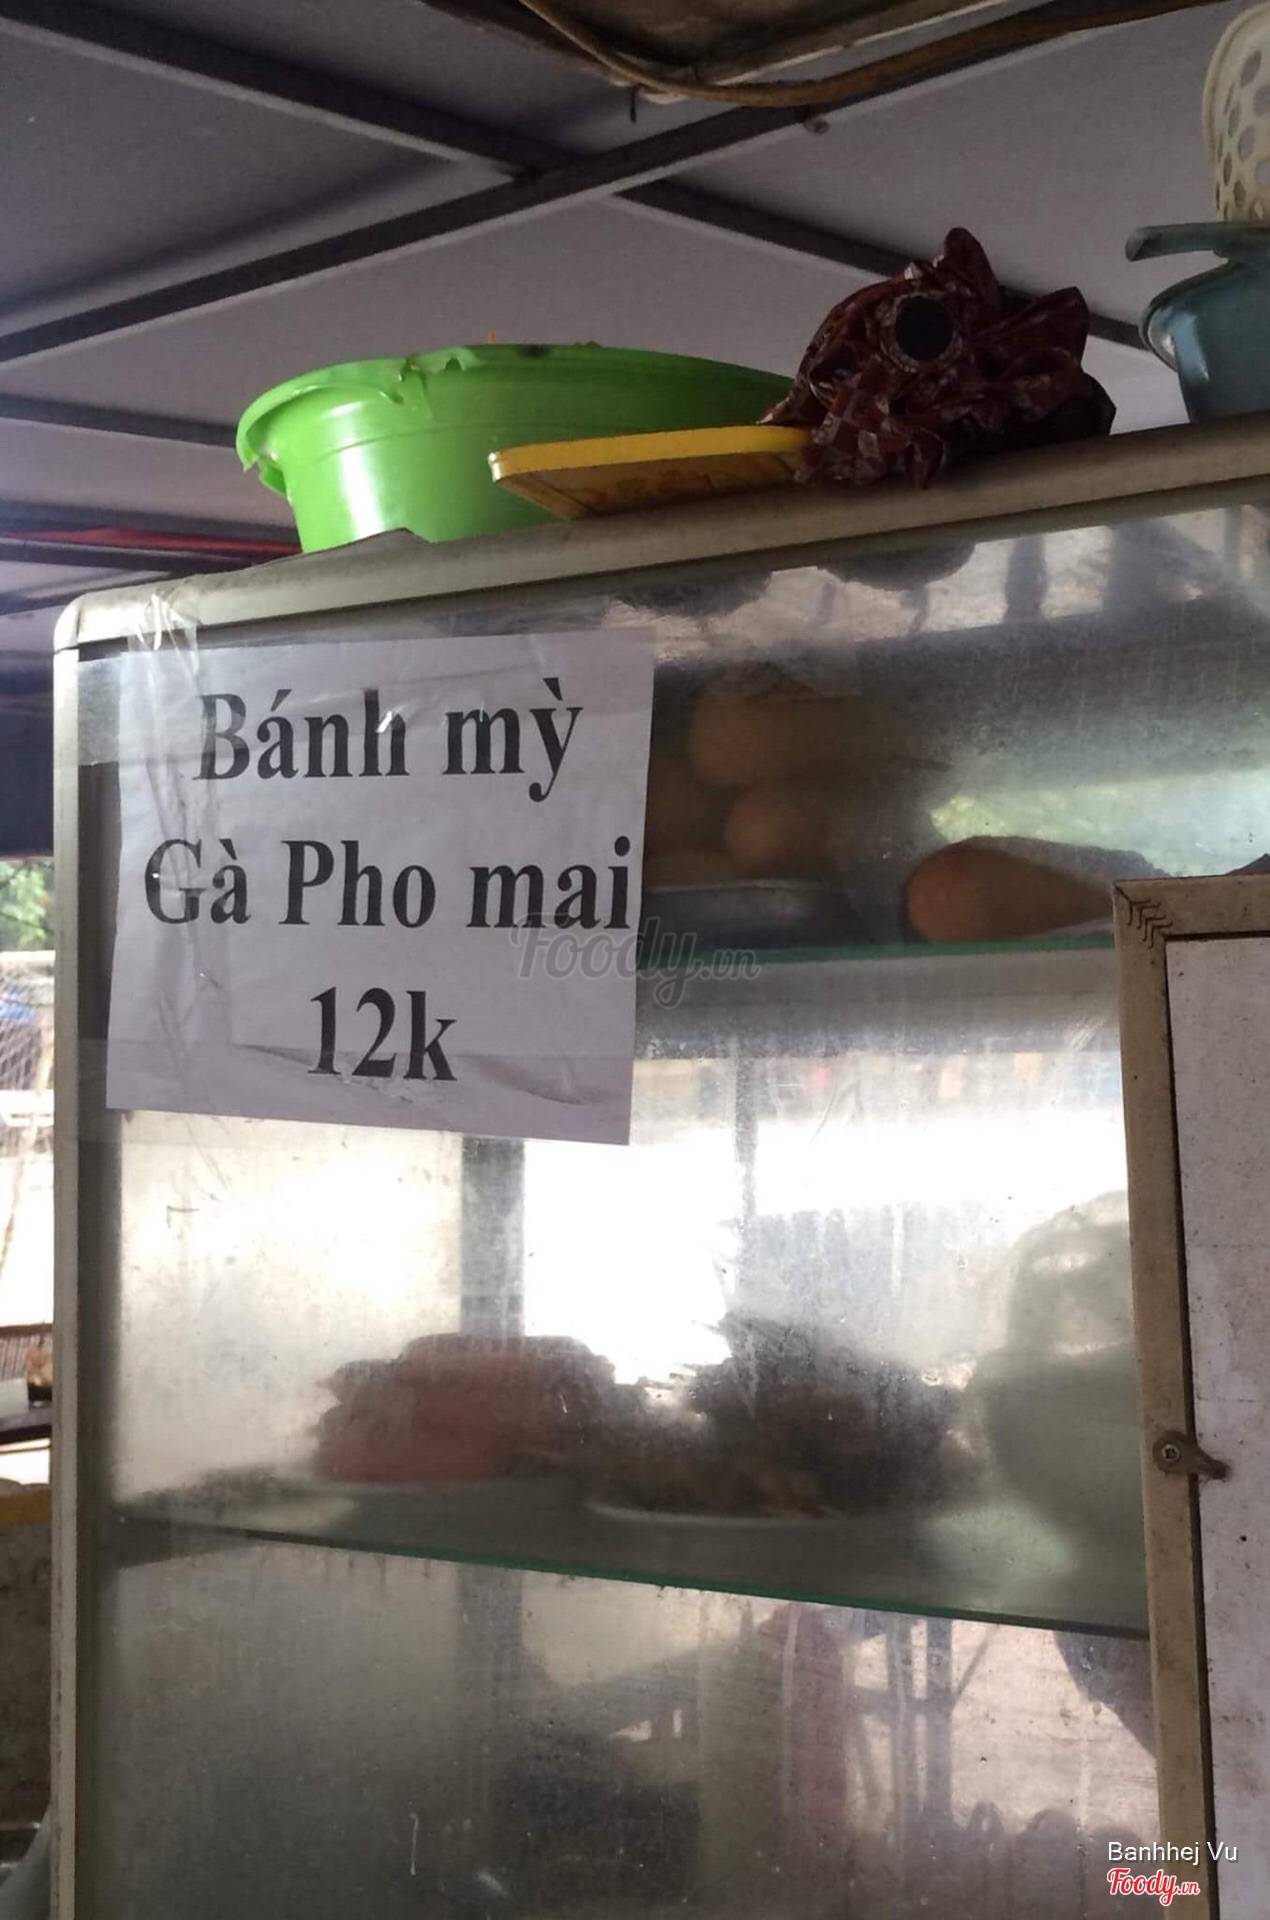 Bánh mỳ
Gà Pho mai
12k
Foody.vn
Banhhej Vu
Foody.vn